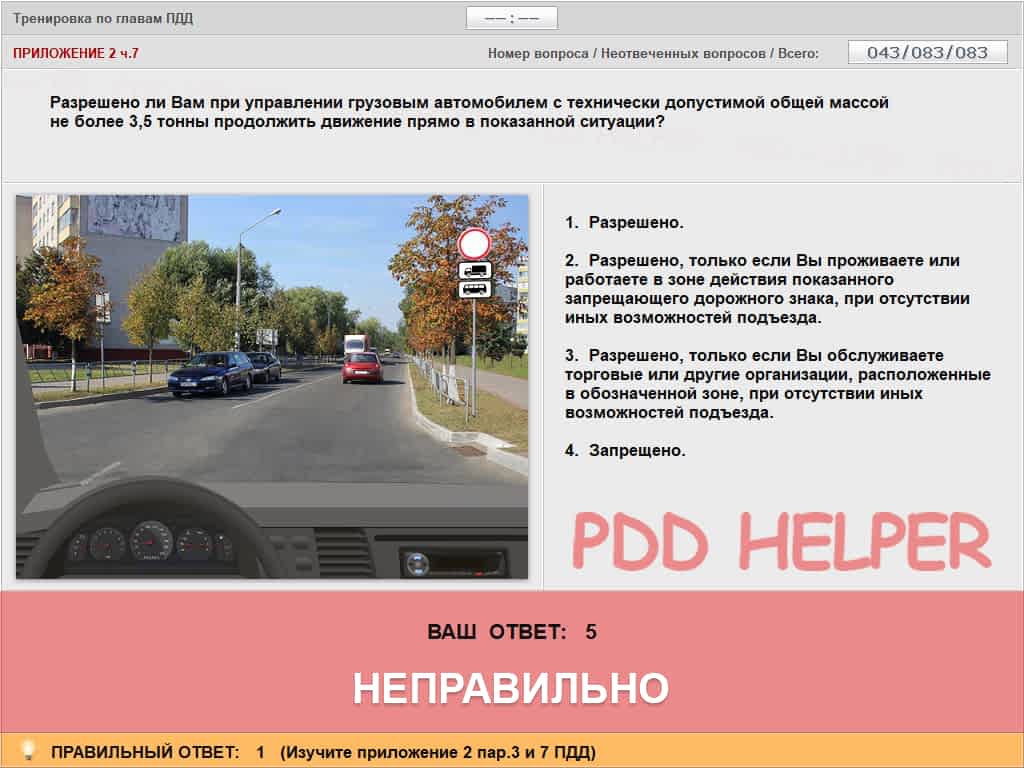 Тренировка по главам ПДД
—— : ——
ПРИЛОЖЕНИЕ 2 ч.7
Номер вопроса / Неотвеченных вопросов / Всего:
043/083/083
Разрешено ли Вам при управлении грузовым автомобилем с технически допустимой общей массой
не более 3,5 тонны продолжить движение прямо в показанной ситуации?
1. Разрешено.
2. Разрешено, только если Вы проживаете или
работаете в зоне действия показанного
запрещающего дорожного знака, при отсутствии
иных возможностей подъезда.
3. Разрешено, только если Вы обслуживаете
торговые или другие организации, расположенные
в обозначенной зоне, при отсутствии иных
возможностей подъезда.
4. Запрещено.
PDD HELPER
ВАШ ОТВЕТ: 5
НЕПРАВИЛЬНО
ПРАВИЛЬНЫЙ ОТВЕТ: 1 (Изучите приложение 2 пар.3 и 7 ПДД)